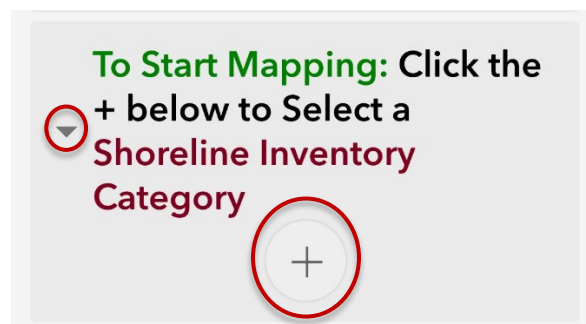 To Start Mapping: Click the
+ below to Select a
Shoreline Inventory
Category
+